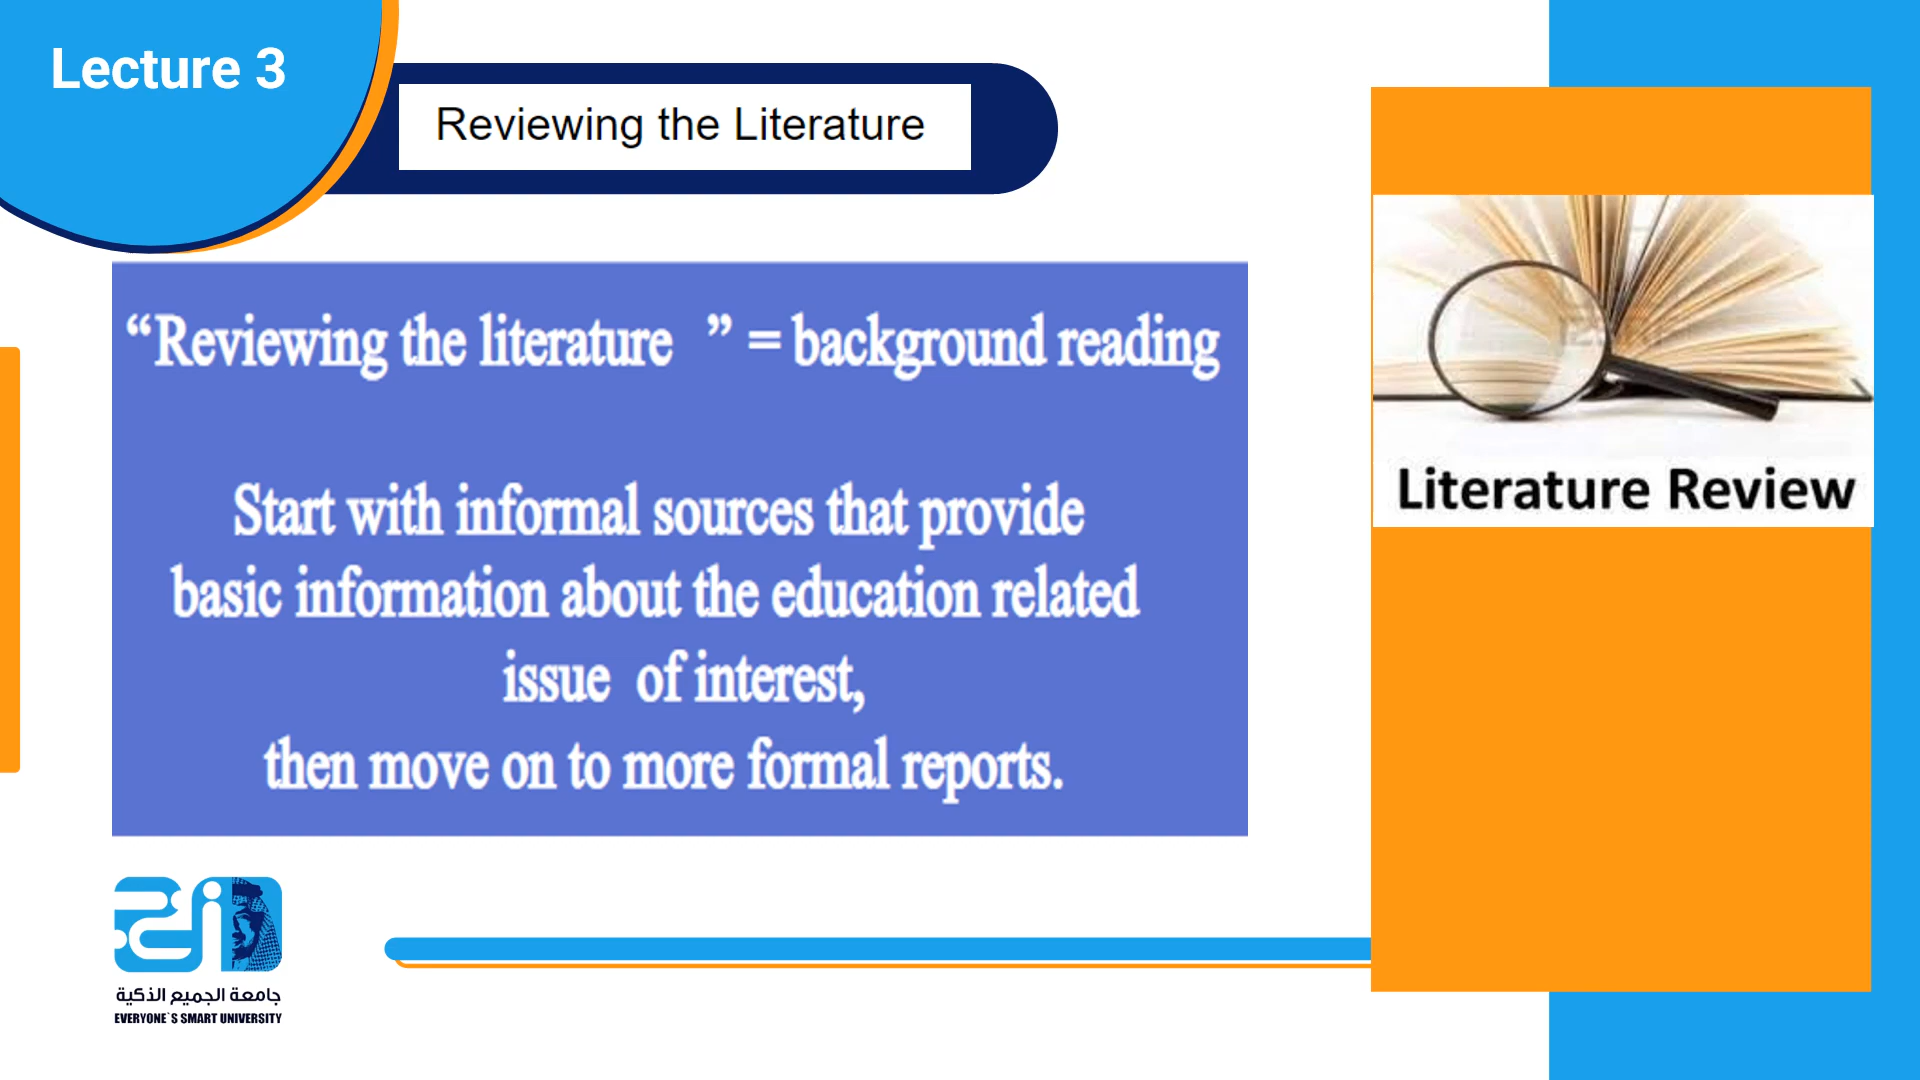 Lecture 3
Reviewing the Literature
“Reviewing the literature ” = background reading
Start with informal sources that provide
basic information about the education related
issue of interest,
then move on to more formal reports.
Literature Review
جامعة الجميع الذكية
EVERYONE`S SMART UNIVERSITY